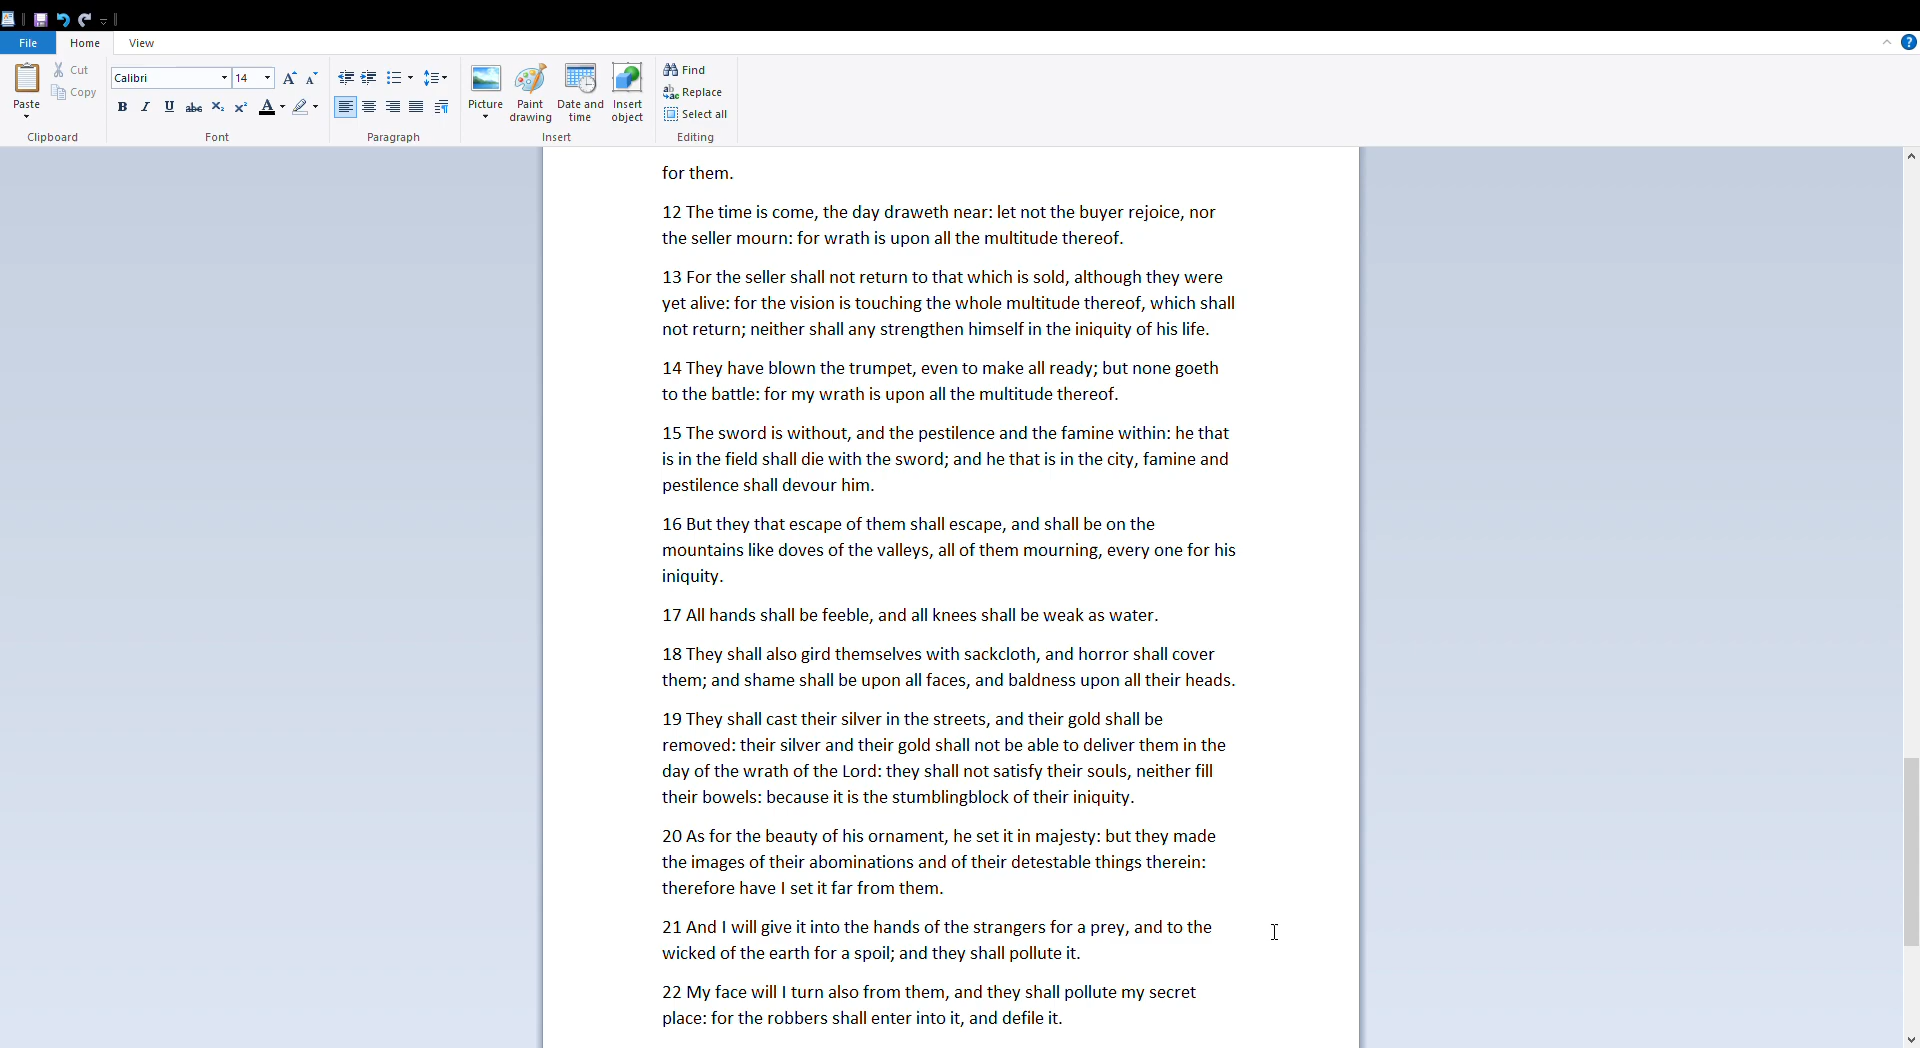 File Home View
Paste
Cut
Copy
Clipboard
Calibri 14
B I U abc X₂ X² A
Font
Paragraph
Picture
Paint drawing
Date and time
Insert object
Insert
Find
Replace
Select all
Editing
for them.
12 The time is come, the day draweth near: let not the buyer rejoice, nor
the seller mourn: for wrath is upon all the multitude thereof.
13 For the seller shall not return to that which is sold, although they were
yet alive: for the vision is touching the whole multitude thereof, which shall
not return; neither shall any strengthen himself in the iniquity of his life.
14 They have blown the trumpet, even to make all ready; but none goeth
to the battle: for my wrath is upon all the multitude thereof.
15 The sword is without, and the pestilence and the famine within: he that
is in the field shall die with the sword; and he that is in the city, famine and
pestilence shall devour him.
16 But they that escape of them shall escape, and shall be on the
mountains like doves of the valleys, all of them mourning, every one for his
iniquity.
17 All hands shall be feeble, and all knees shall be weak as water.
18 They shall also gird themselves with sackcloth, and horror shall cover
them; and shame shall be upon all faces, and baldness upon all their heads.
19 They shall cast their silver in the streets, and their gold shall be
removed: their silver and their gold shall not be able to deliver them in the
day of the wrath of the Lord: they shall not satisfy their souls, neither fill
their bowels: because it is the stumblingblock of their iniquity.
20 As for the beauty of his ornament, he set it in majesty: but they made
the images of their abominations and of their detestable things therein:
therefore have I set it far from them.
21 And I will give it into the hands of the strangers for a prey, and to the
wicked of the earth for a spoil; and they shall pollute it.
22 My face will I turn also from them, and they shall pollute my secret
place: for the robbers shall enter into it, and defile it.